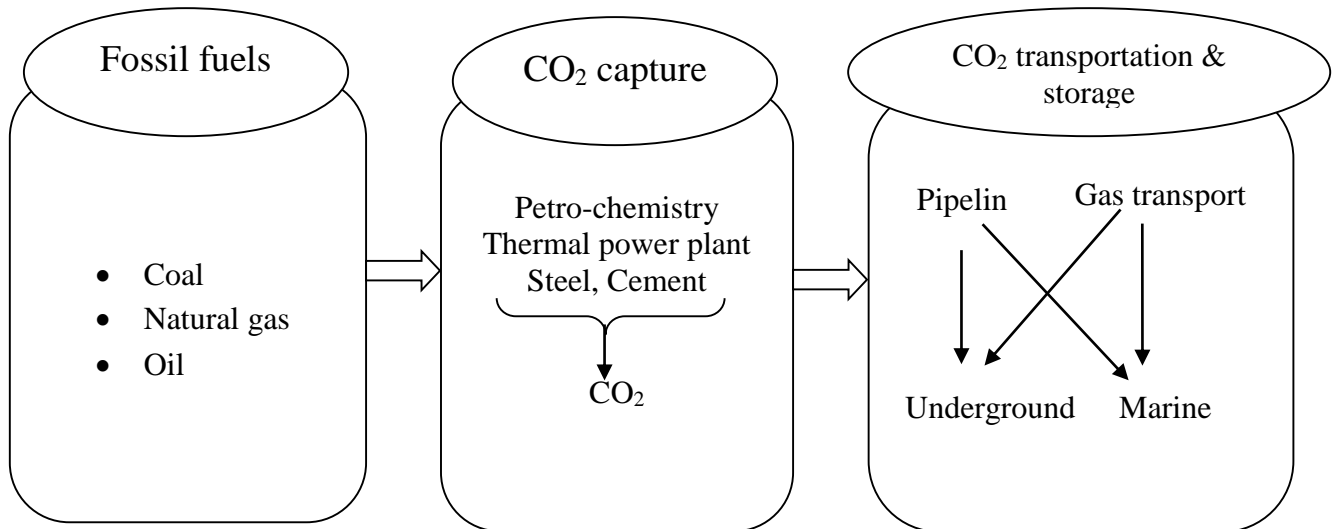 Fossil fuels
• Coal
• Natural gas
• Oil
CO₂ capture
Petro-chemistry
Thermal power plant
Steel, Cement
CO₂
CO₂ transportation &
storage
Pipelin
Gas transport
Underground
Marine